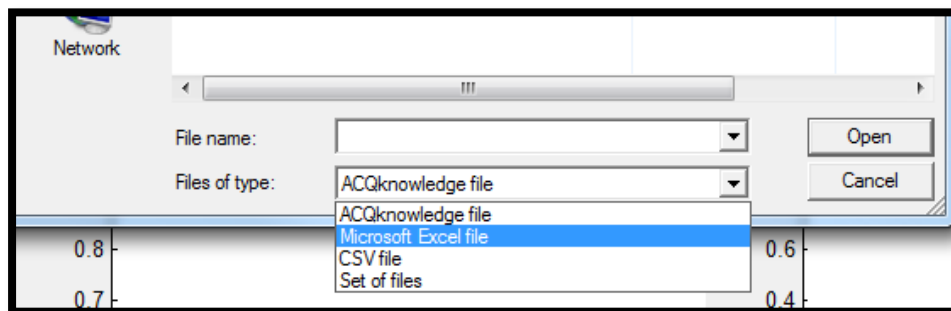 Network
File name:
Open
Files of type:
ACQknowledge file
Cancel
ACQknowledge file
Microsoft Excel file
CSV file
Set of files
0.8
0.6
0.7
0.4